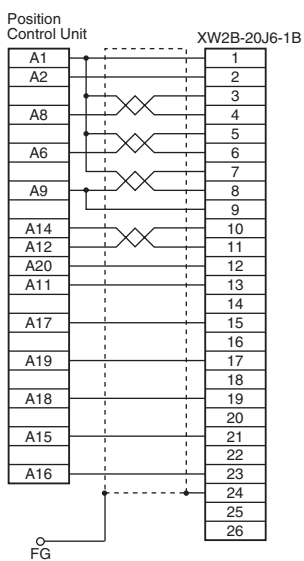 Position
Control Unit
XW2B-20J6-1B
A1 1
A2 2
3
A8 4
5
A6 6
7
A9 8
9
A14 10
A12 11
A20 12
A11 13
14
A17 15
16
A19 17
18
A18 19
20
A15 21
22
A16 23
24
25
26
FG